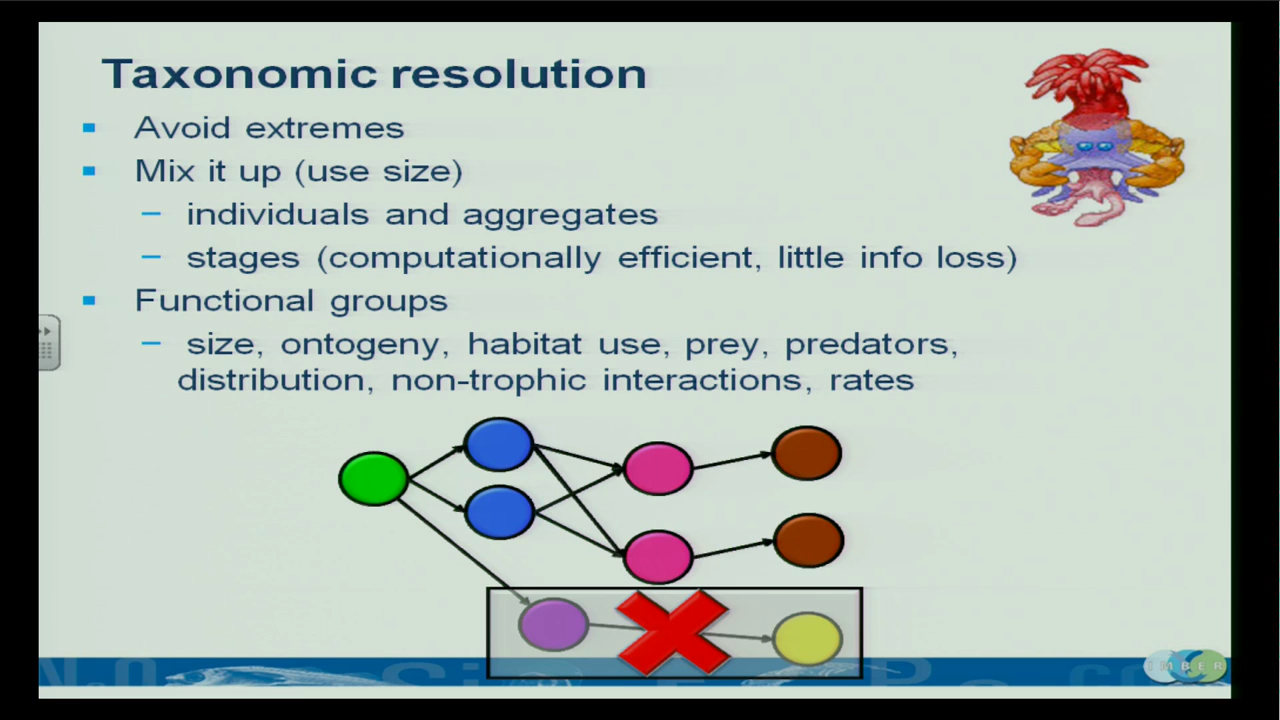 Taxonomic resolution
Avoid extremes
Mix it up (use size)
– individuals and aggregates
– stages (computationally efficient, little info loss)
Functional groups
– size, ontogeny, habitat use, prey, predators,
distribution, non-trophic interactions, rates
IMBER